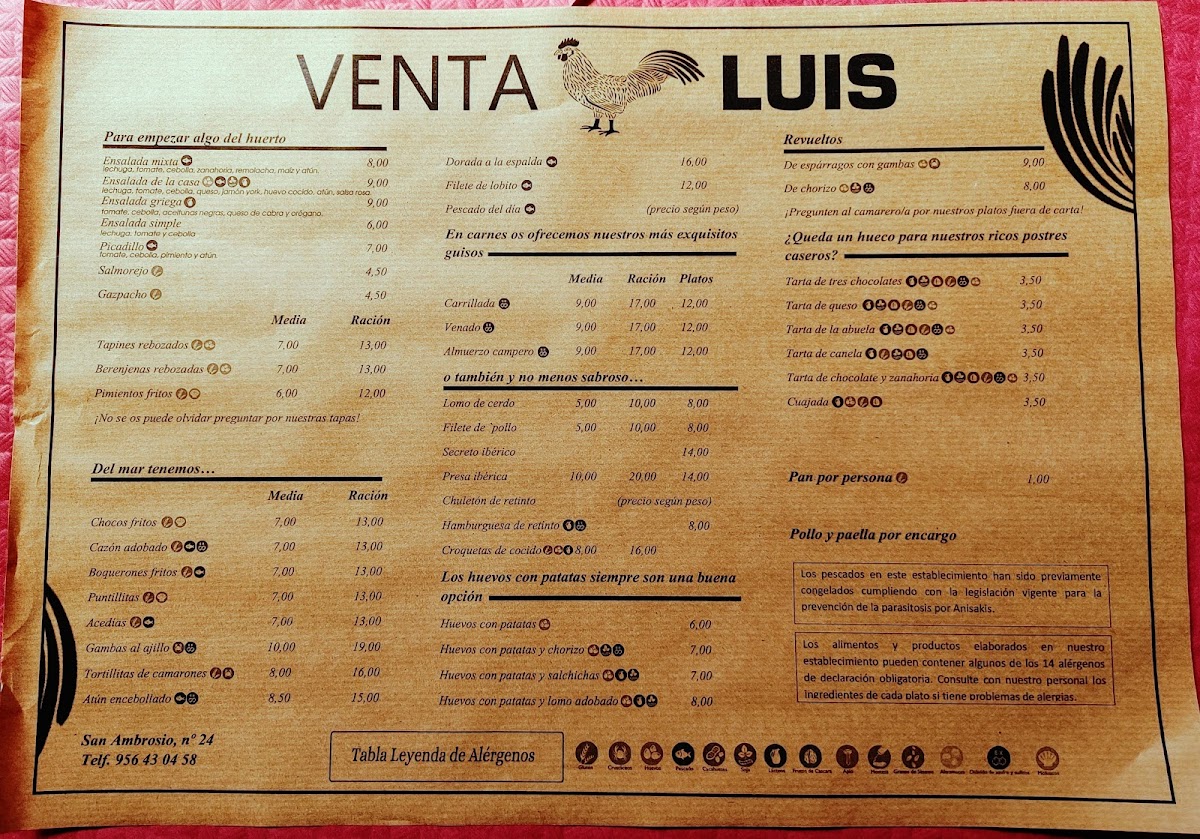 VENTA LUIS
Para empezar algo del huerto
Ensalada mixta 8,00
lechuga, tomate, cebolla, zanahoria, remolacha, maíz y atún.
Ensalada de la casa 9,00
lechuga, tomate, cebolla, queso, jamón york, huevo cocido, atún, salsa rosa.
Ensalada griega 9,00
tomate, cebolla, aceitunas negras, queso de cabra y orégano.
Ensalada simple 6,00
lechuga, tomate y cebolla
Picadillo 7,00
tomate, cebolla, pimiento y atún.
Salmorejo 4,50
Gazpacho 4,50
Media Ración
Tapines rebozados 7,00 13,00
Berenjenas rebozadas 7,00 13,00
Pimientos fritos 6,00 12,00
¡No se os puede olvidar preguntar por nuestras tapas!
Del mar tenemos…
Media Ración
Chocos fritos 7,00 13,00
Cazón adobado 7,00 13,00
Boquerones fritos 7,00 13,00
Puntillitas 7,00 13,00
Acedías 7,00 13,00
Gambas al ajillo 10,00 19,00
Tortillitas de camarones 8,00 16,00
Atún encebollado 8,50 15,00
San Ambrosio, nº 24
Telf. 956 43 04 58
Dorada a la espalda 16,00
Filete de lobito 12,00
Pescado del día (precio según peso)
En carnes os ofrecemos nuestros más exquisitos
guisos
Media Ración Platos
Carrillada 9,00 17,00 12,00
Venado 9,00 17,00 12,00
Almuerzo campero 9,00 17,00 12,00
o también y no menos sabroso…
Lomo de cerdo 5,00 10,00 8,00
Filete de ´pollo 5,00 10,00 8,00
Secreto ibérico 14,00
Presa ibérica 10,00 20,00 14,00
Chuletón de retinto (precio según peso)
Hamburguesa de retinto 8,00
Croquetas de cocido 8,00 16,00
Los huevos con patatas siempre son una buena
opción
Huevos con patatas 6,00
Huevos con patatas y chorizo 7,00
Huevos con patatas y salchichas 7,00
Huevos con patatas y lomo adobado 8,00
Revueltos
De espárragos con gambas 9,00
De chorizo 8,00
¡Pregunten al camarero/a por nuestros platos fuera de carta!
¿Queda un hueco para nuestros ricos postres
caseros?
Tarta de tres chocolates 3,50
Tarta de queso 3,50
Tarta de la abuela 3,50
Tarta de canela 3,50
Tarta de chocolate y zanahoria 3,50
Cuajada 3,50
Pan por persona 1,00
Pollo y paella por encargo
Los pescados en este establecimiento han sido previamente
congelados cumpliendo con la legislación vigente para la
prevención de la parasitosis por Anisakis.
Los alimentos y productos elaborados en nuestro
establecimiento pueden contener algunos de los 14 alérgenos
de declaración obligatoria. Consulte con nuestro personal los
ingredientes de cada plato si tiene problemas de alergias.
Tabla Leyenda de Alérgenos
Gluten Crustáceos Huevos Pescado Cacahuetes Soja Lácteos Frutos de Cáscara Apio Mostaza Granos de Sésamo Altramuces Dióxido de azufre y sulfitos Moluscos